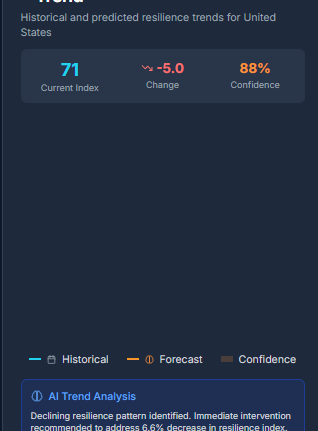 Trend
Historical and predicted resilience trends for United
States
71
-5.0
88%
Current Index
Change
Confidence
Historical
Forecast
Confidence
AI Trend Analysis
Declining resilience pattern identified. Immediate intervention
recommended to address 6.6% decrease in resilience index.